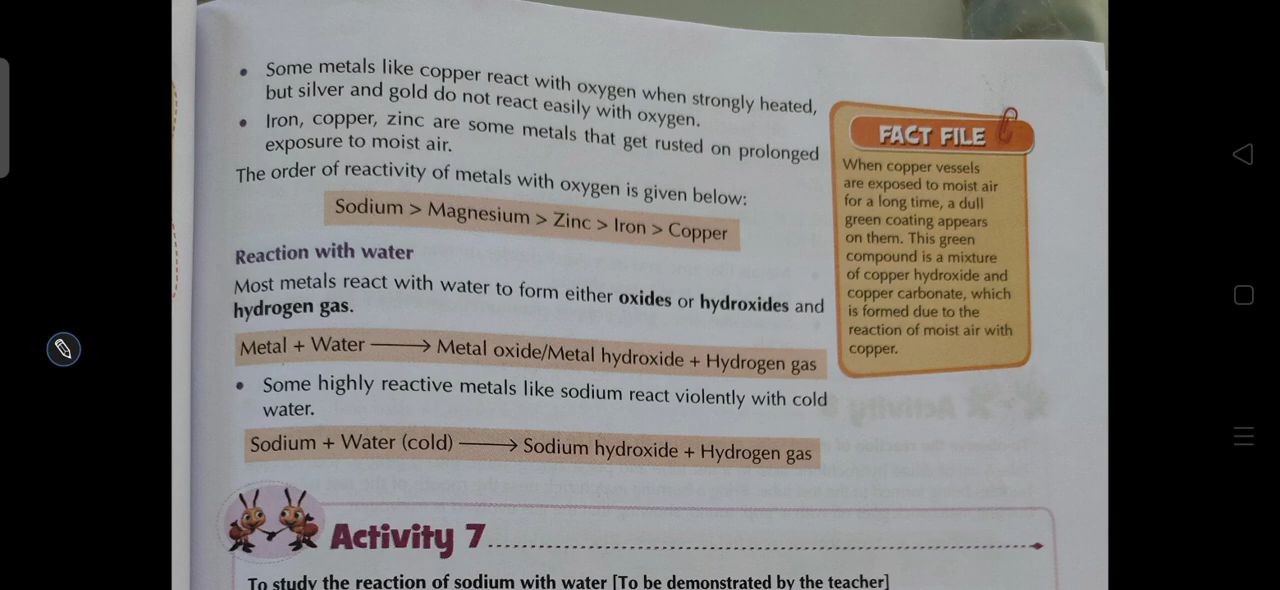 • Some metals like copper react with oxygen when strongly heated,
but silver and gold do not react easily with oxygen.
• Iron, copper, zinc are some metals that get rusted on prolonged
exposure to moist air.
The order of reactivity of metals with oxygen is given below:
Sodium > Magnesium > Zinc > Iron > Copper
Reaction with water
Most metals react with water to form either oxides or hydroxides and
hydrogen gas.
Metal + Water ⟶ Metal oxide/Metal hydroxide + Hydrogen gas
• Some highly reactive metals like sodium react violently with cold
water.
Sodium + Water (cold) ⟶ Sodium hydroxide + Hydrogen gas
FACT FILE
When copper vessels
are exposed to moist air
for a long time, a dull
green coating appears
on them. This green
compound is a mixture
of copper hydroxide and
copper carbonate, which
is formed due to the
reaction of moist air with
copper.
Activity 7
To study the reaction of sodium with water [To be demonstrated by the teacher]